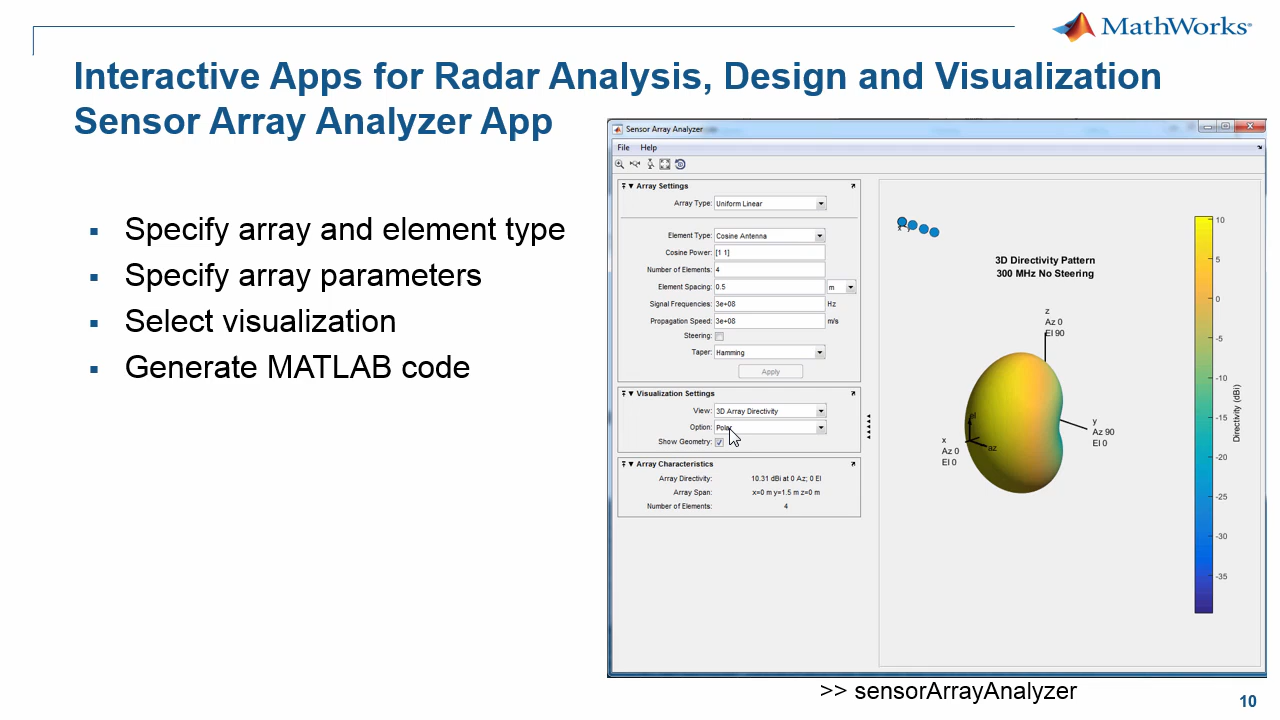 MathWorks®
Interactive Apps for Radar Analysis, Design and Visualization
Sensor Array Analyzer App
▪ Specify array and element type
▪ Specify array parameters
▪ Select visualization
▪ Generate MATLAB code
Sensor Array Analyzer
File Help
Array Settings
Array Type: Uniform Linear
Element Type: Cosine Antenna
Cosine Power: [1 1]
Number of Elements: 4
Element Spacing: 0.5 m
Signal Frequencies: 3e+08 Hz
Propagation Speed: 3e+08 m/s
Steering:
Taper: Hamming
Apply
Visualization Settings
View: 3D Array Directivity
Option: Polar
Show Geometry:
Array Characteristics
Array Directivity: 10.31 dBi at 0 Az; 0 El
Array Span: x=0 m y=1.5 m z=0 m
Number of Elements: 4
3D Directivity Pattern
300 MHz No Steering
z
Az 0
El 90
y
Az 90
El 0
x
Az 0
El 0
el
az
10
5
0
-5
-10
-15
-20
-25
-30
-35
Directivity (dBi)
>> sensorArrayAnalyzer
10